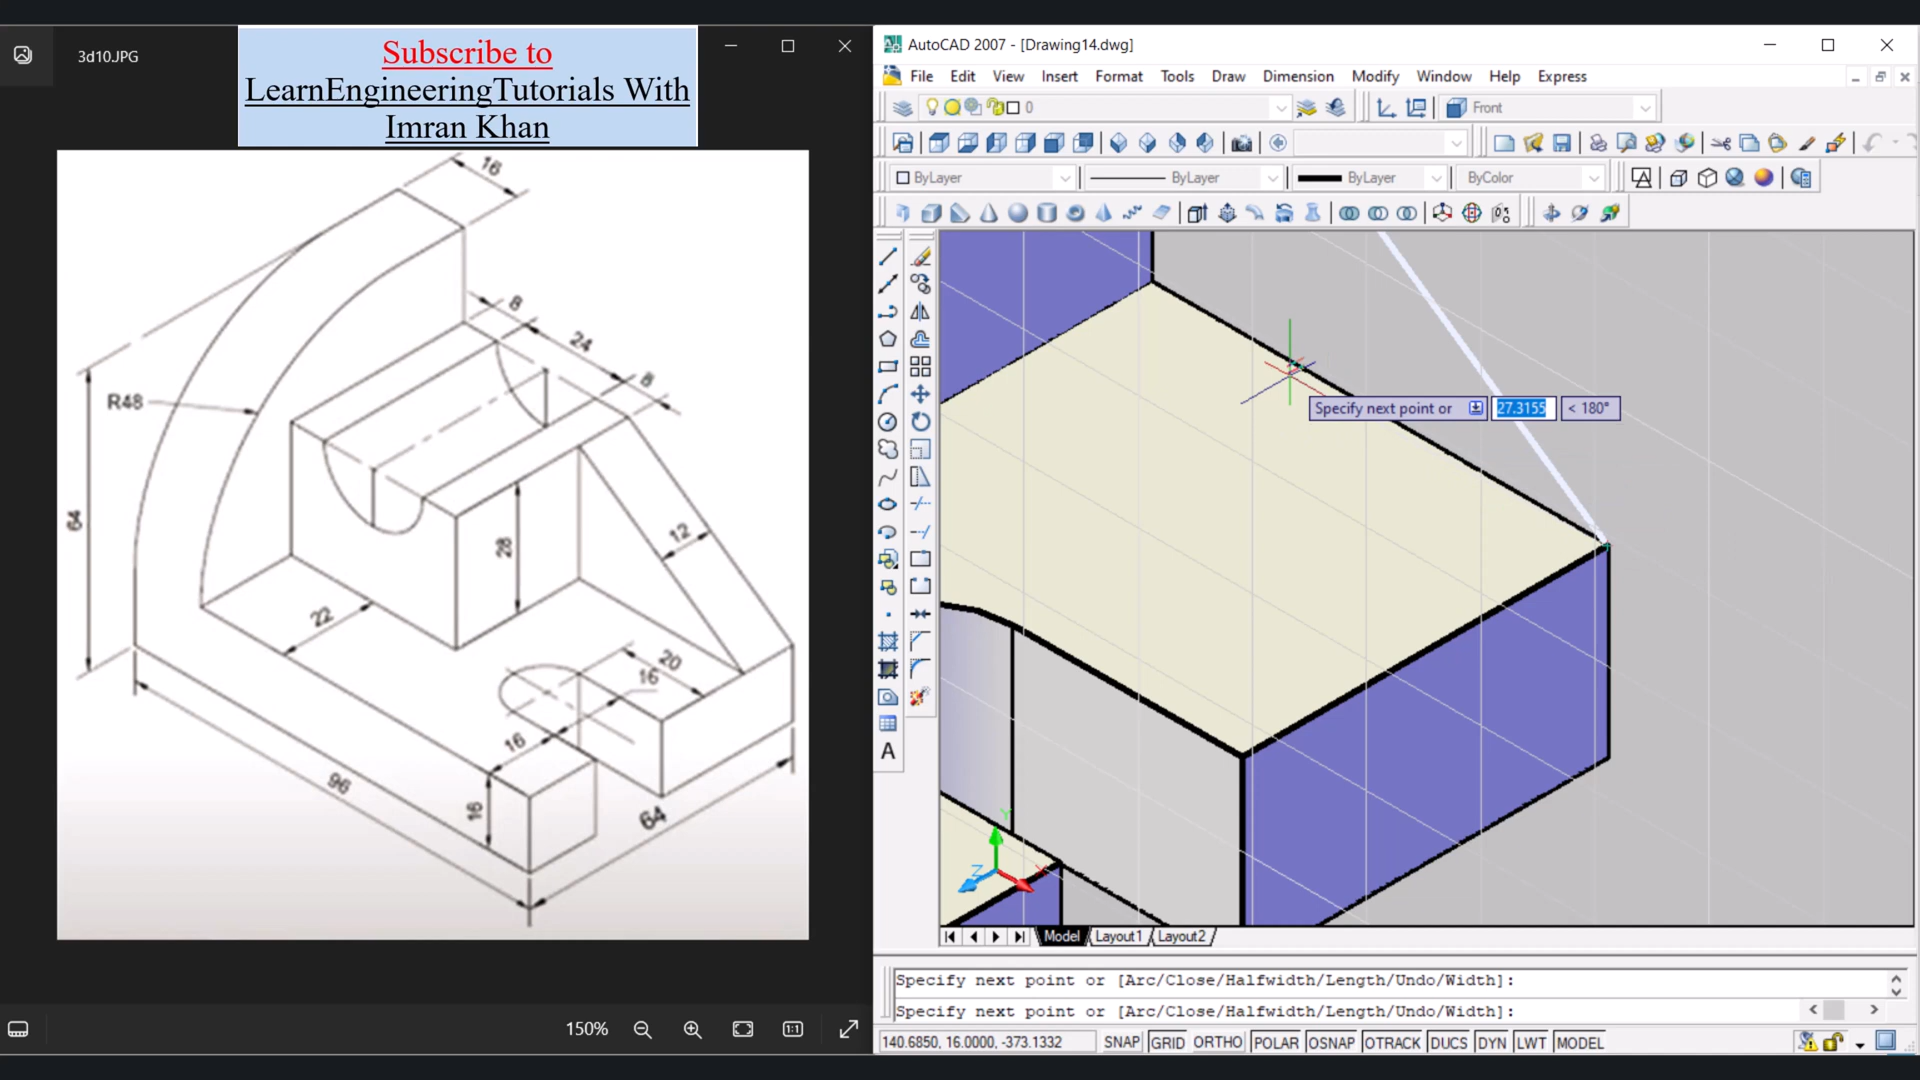 3d10.JPG
Subscribe to
LearnEngineeringTutorials With
Imran Khan
16
8
24
8
R48
64
12
28
22
20
16
16
96
16
64
150%
1:1
AutoCAD 2007 - [Drawing14.dwg]
File Edit View Insert Format Tools Draw Dimension Modify Window Help Express
0
Front
ByLayer
ByLayer
ByLayer
ByColor
A
A
Specify next point or 27.3155 < 180°
Y
Z
X
Model Layout1 Layout2
Specify next point or [Arc/Close/Halfwidth/Length/Undo/Width]:
Specify next point or [Arc/Close/Halfwidth/Length/Undo/Width]:
140.6850, 16.0000, -373.1332 SNAP GRID ORTHO POLAR OSNAP OTRACK DUCS DYN LWT MODEL